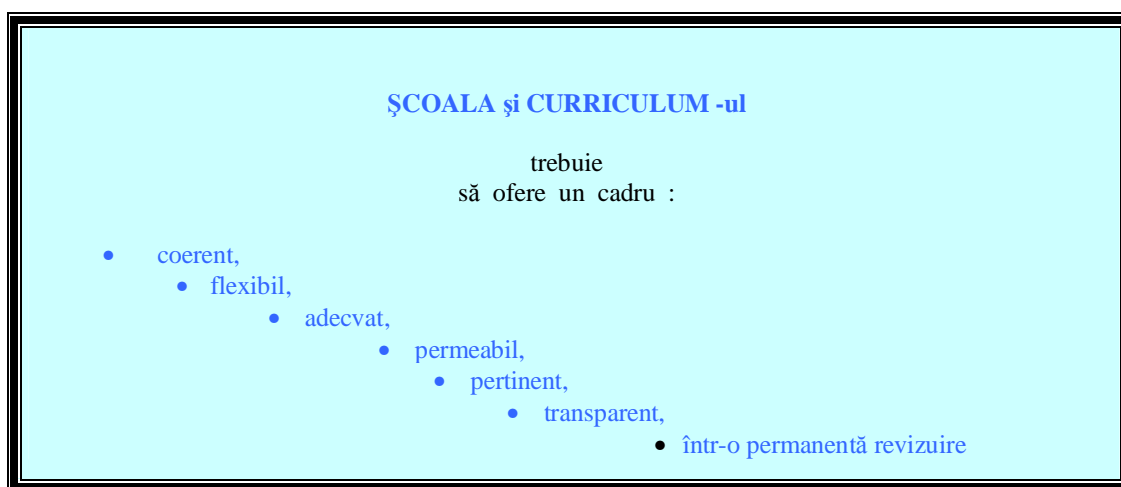 ŞCOALA şi CURRICULUM -ul
trebuie
să ofere un cadru :
• coerent,
• flexibil,
• adecvat,
• permeabil,
• pertinent,
• transparent,
• într-o permanentă revizuire